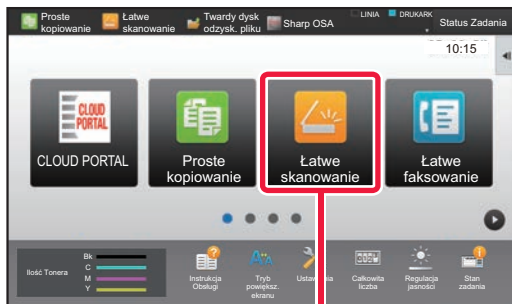 Proste kopiowanie
Łatwe skanowanie
Twardy dysk odzysk. pliku
Sharp OSA
LINIA
DRUKARK
Status Zadania
10:15
CLOUD PORTAL
CLOUD PORTAL
Proste kopiowanie
Łatwe skanowanie
Łatwe faksowanie
Ilość Tonera
Bk
C
M
Y
Instrukcja Obsługi
Tryb powiększ. ekranu
Całkowita liczba
Regulacja jasności
Stan zadania